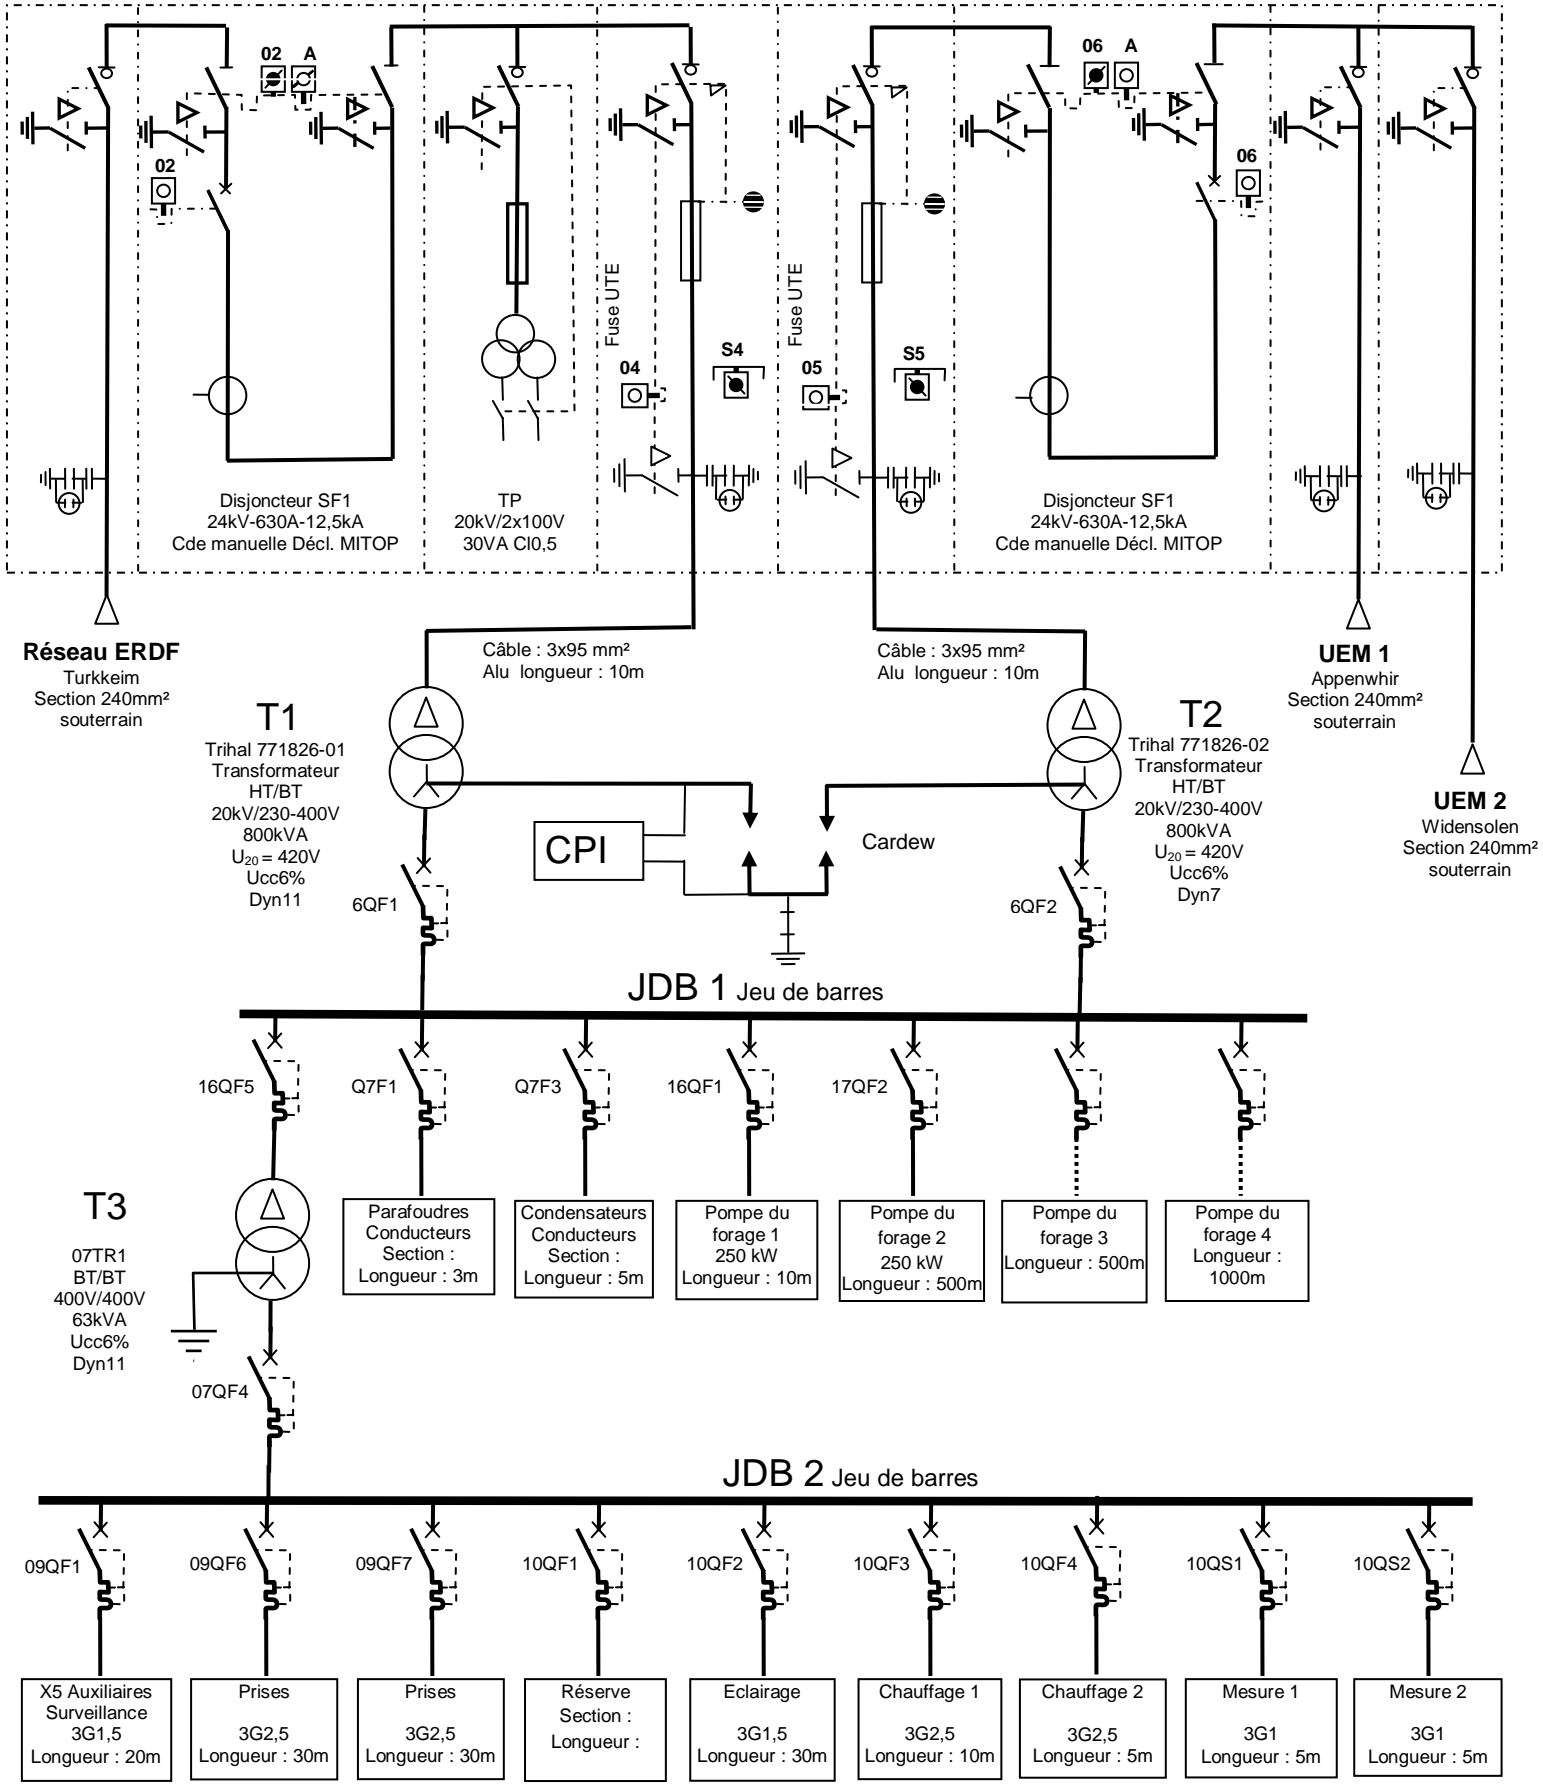 02 A
02
Fuse UTE
04
S4
Fuse UTE
05
S5
06 A
06
Disjoncteur SF1
24kV-630A-12,5kA
Cde manuelle Décl. MITOP
TP
20kV/2x100V
30VA Cl0,5
Disjoncteur SF1
24kV-630A-12,5kA
Cde manuelle Décl. MITOP
Réseau ERDF
Turkkeim
Section 240mm²
souterrain
Câble : 3x95 mm²
Alu longueur : 10m
Câble : 3x95 mm²
Alu longueur : 10m
UEM 1
Appenwhir
Section 240mm²
souterrain
UEM 2
Widensolen
Section 240mm²
souterrain
T1
Trihal 771826-01
Transformateur
HT/BT
20kV/230-400V
800kVA
U20 = 420V
Ucc6%
Dyn11
T2
Trihal 771826-02
Transformateur
HT/BT
20kV/230-400V
800kVA
U20 = 420V
Ucc6%
Dyn7
CPI
Cardew
6QF1
6QF2
JDB 1 Jeu de barres
16QF5
Q7F1
Q7F3
16QF1
17QF2
Parafoudres
Conducteurs
Section :
Longueur : 3m
Condensateurs
Conducteurs
Section :
Longueur : 5m
Pompe du
forage 1
250 kW
Longueur : 10m
Pompe du
forage 2
250 kW
Longueur : 500m
Pompe du
forage 3
Longueur : 500m
Pompe du
forage 4
Longueur :
1000m
T3
07TR1
BT/BT
400V/400V
63kVA
Ucc6%
Dyn11
07QF4
JDB 2 Jeu de barres
09QF1
09QF6
09QF7
10QF1
10QF2
10QF3
10QF4
10QS1
10QS2
X5 Auxiliaires
Surveillance
3G1,5
Longueur : 20m
Prises
3G2,5
Longueur : 30m
Prises
3G2,5
Longueur : 30m
Réserve
Section :
Longueur :
Eclairage
3G1,5
Longueur : 30m
Chauffage 1
3G2,5
Longueur : 10m
Chauffage 2
3G2,5
Longueur : 5m
Mesure 1
3G1
Longueur : 5m
Mesure 2
3G1
Longueur : 5m